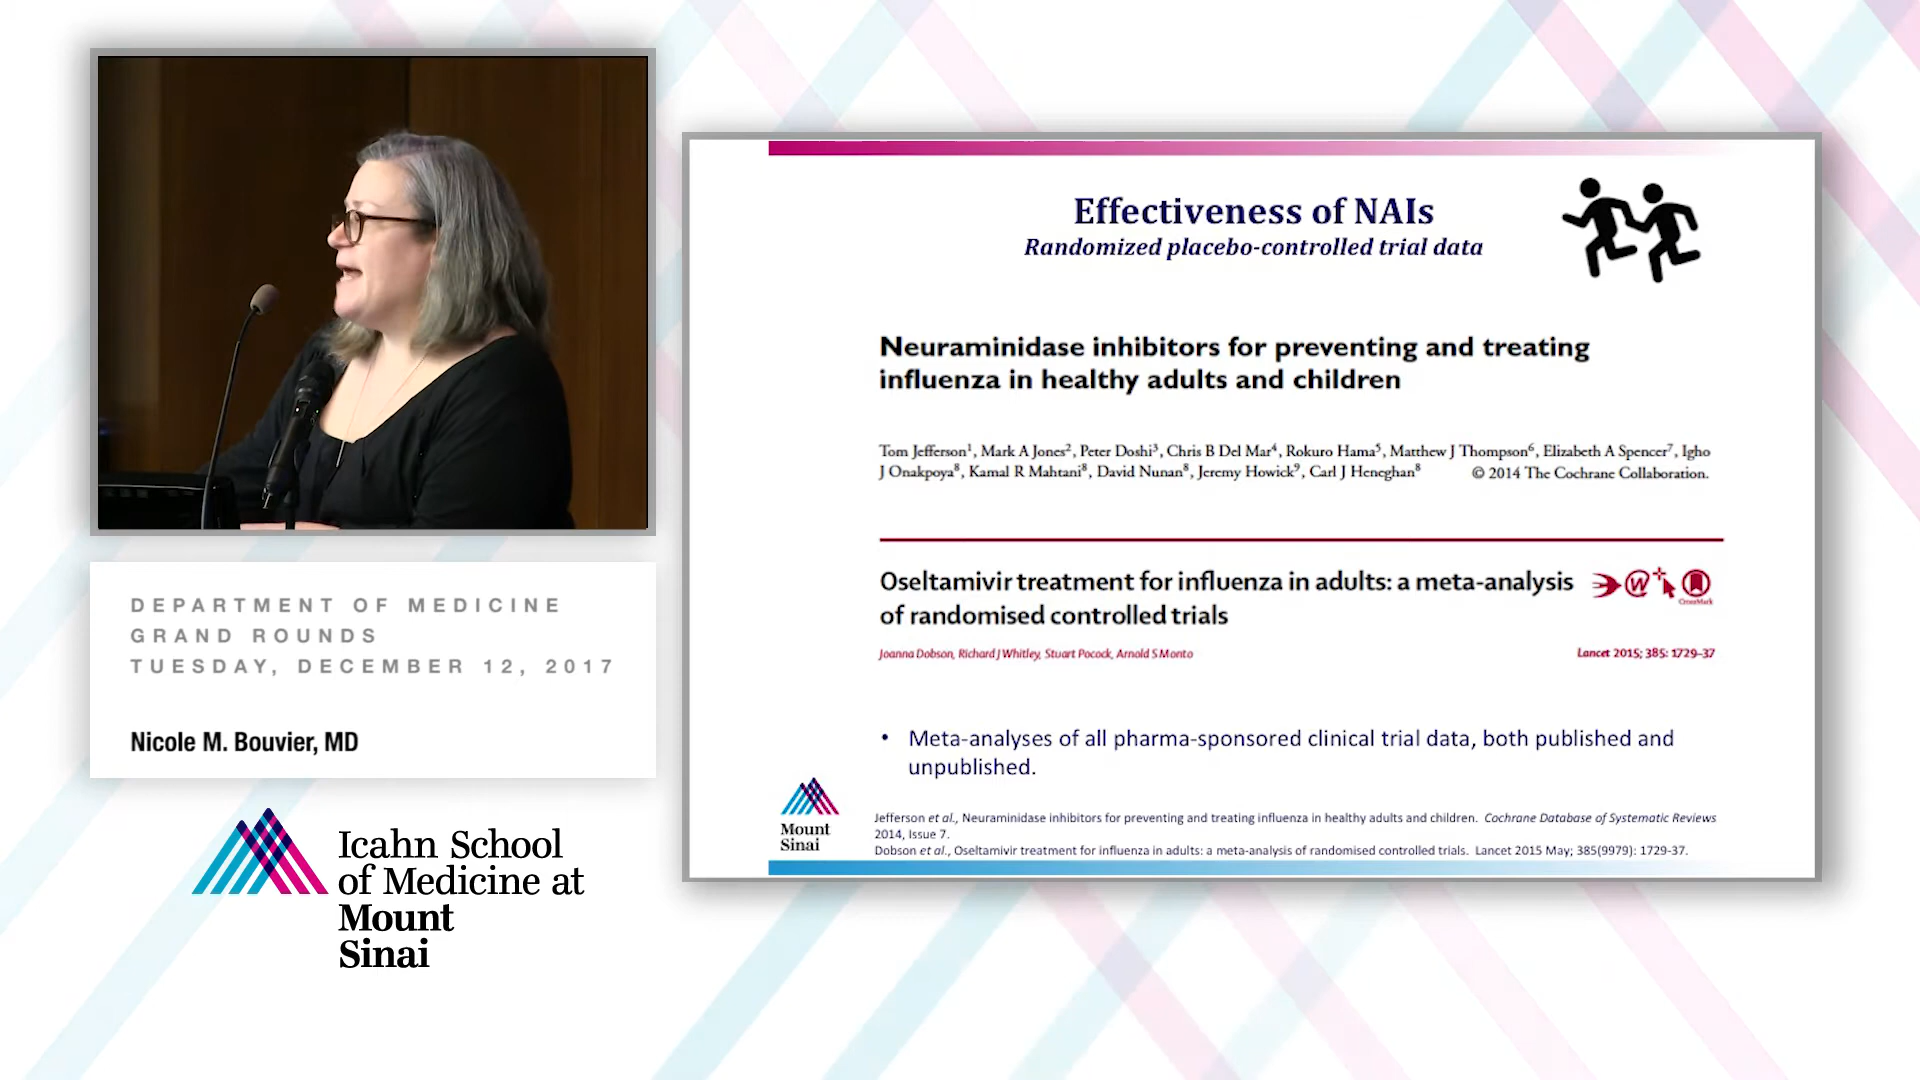 DEPARTMENT OF MEDICINE
GRAND ROUNDS
TUESDAY, DECEMBER 12, 2017
Nicole M. Bouvier, MD
Icahn School
of Medicine at
Mount
Sinai
Effectiveness of NAIs
Randomized placebo-controlled trial data
Neuraminidase inhibitors for preventing and treating
influenza in healthy adults and children
Tom Jefferson¹, Mark A Jones², Peter Doshi³, Chris B Del Mar⁴, Rokuro Hama⁵, Matthew J Thompson⁶, Elizabeth A Spencer⁷, Igho
J Onakpoya⁸, Kamal R Mahtani⁸, David Nunan⁸, Jeremy Howick⁹, Carl J Heneghan⁸ © 2014 The Cochrane Collaboration.
Oseltamivir treatment for influenza in adults: a meta-analysis
of randomised controlled trials
W
CrossMark
Joanna Dobson, Richard J Whitley, Stuart Pocock, Arnold S Monto Lancet 2015; 385: 1729–37
• Meta-analyses of all pharma-sponsored clinical trial data, both published and
unpublished.
Mount
Sinai
Jefferson et al., Neuraminidase inhibitors for preventing and treating influenza in healthy adults and children. Cochrane Database of Systematic Reviews
2014, Issue 7.
Dobson et al., Oseltamivir treatment for influenza in adults: a meta-analysis of randomised controlled trials. Lancet 2015 May; 385(9979): 1729-37.